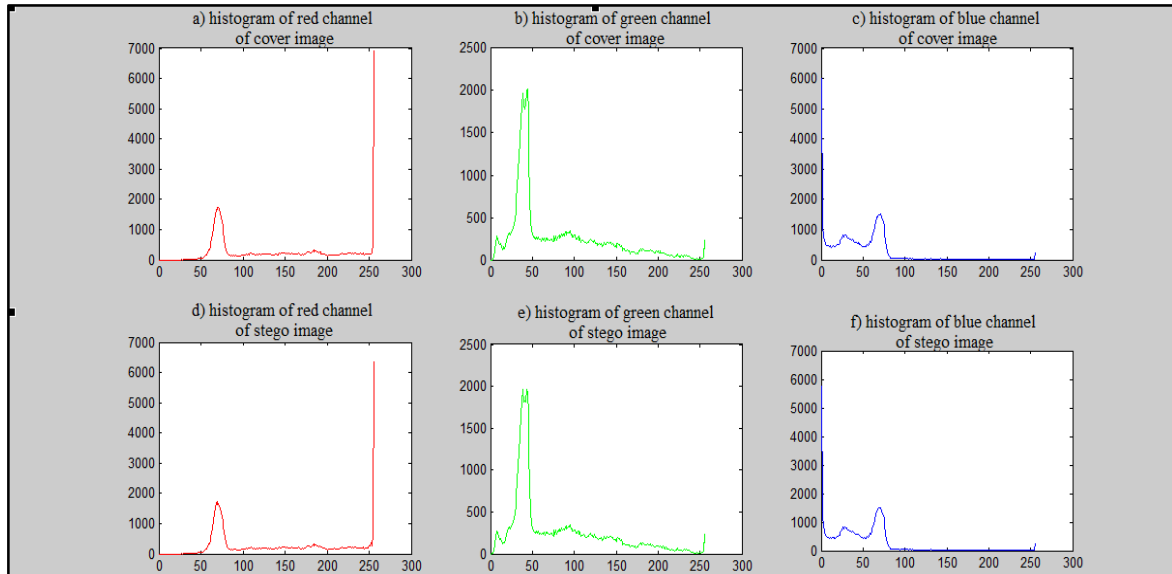 a) histogram of red channel
of cover image
7000
6000
5000
4000
3000
2000
1000
0
0 50 100 150 200 250 300
b) histogram of green channel
of cover image
2500
2000
1500
1000
500
0
0 50 100 150 200 250 300
c) histogram of blue channel
of cover image
7000
6000
5000
4000
3000
2000
1000
0
0 50 100 150 200 250 300
d) histogram of red channel
of stego image
7000
6000
5000
4000
3000
2000
1000
0
0 50 100 150 200 250 300
e) histogram of green channel
of stego image
2500
2000
1500
1000
500
0
0 50 100 150 200 250 300
f) histogram of blue channel
of stego image
7000
6000
5000
4000
3000
2000
1000
0
0 50 100 150 200 250 300